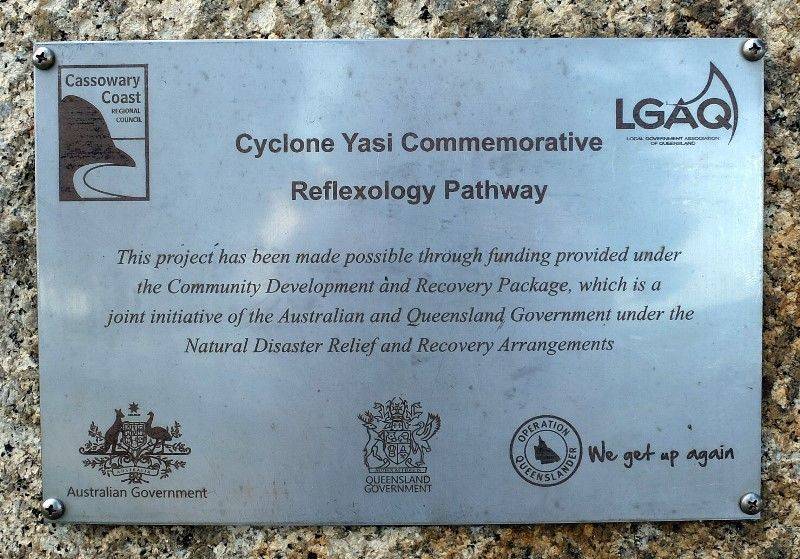 Cassowary
Coast
REGIONAL
COUNCIL
LGAQ
LOCAL GOVERNMENT ASSOCIATION
OF QUEENSLAND
Cyclone Yasi Commemorative
Reflexology Pathway
This project has been made possible through funding provided under
the Community Development and Recovery Package, which is a
joint initiative of the Australian and Queensland Government under the
Natural Disaster Relief and Recovery Arrangements
Australian Government
QUEENSLAND
GOVERNMENT
OPERATION
QUEENSLANDER
We get up again